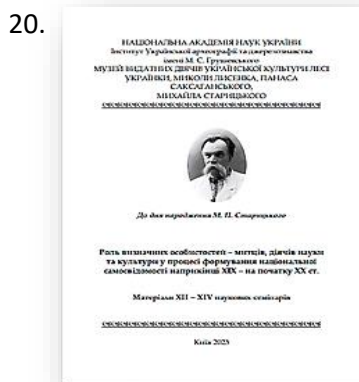 20.
НАЦІОНАЛЬНА АКАДЕМІЯ НАУК УКРАЇНИ
Інститут Української археографії та джерелознавства
імені М. С. Грушевського
МУЗЕЙ ВИДАТНИХ ДІЯЧІВ УКРАЇНСЬКОЇ КУЛЬТУРИ ЛЕСІ
УКРАЇНКИ, МИКОЛИ ЛИСЕНКА, ПАНАСА
САКСАГАНСЬКОГО,
МИХАЙЛА СТАРИЦЬКОГО
До дня народження М. П. Старицького
Роль визначних особистостей – митців, діячів науки
та культури у процесі формування національної
самосвідомості наприкінці ХІХ – на початку ХХ ст.
Матеріали ХІІ – ХІV наукових семінарів
Київ 2023